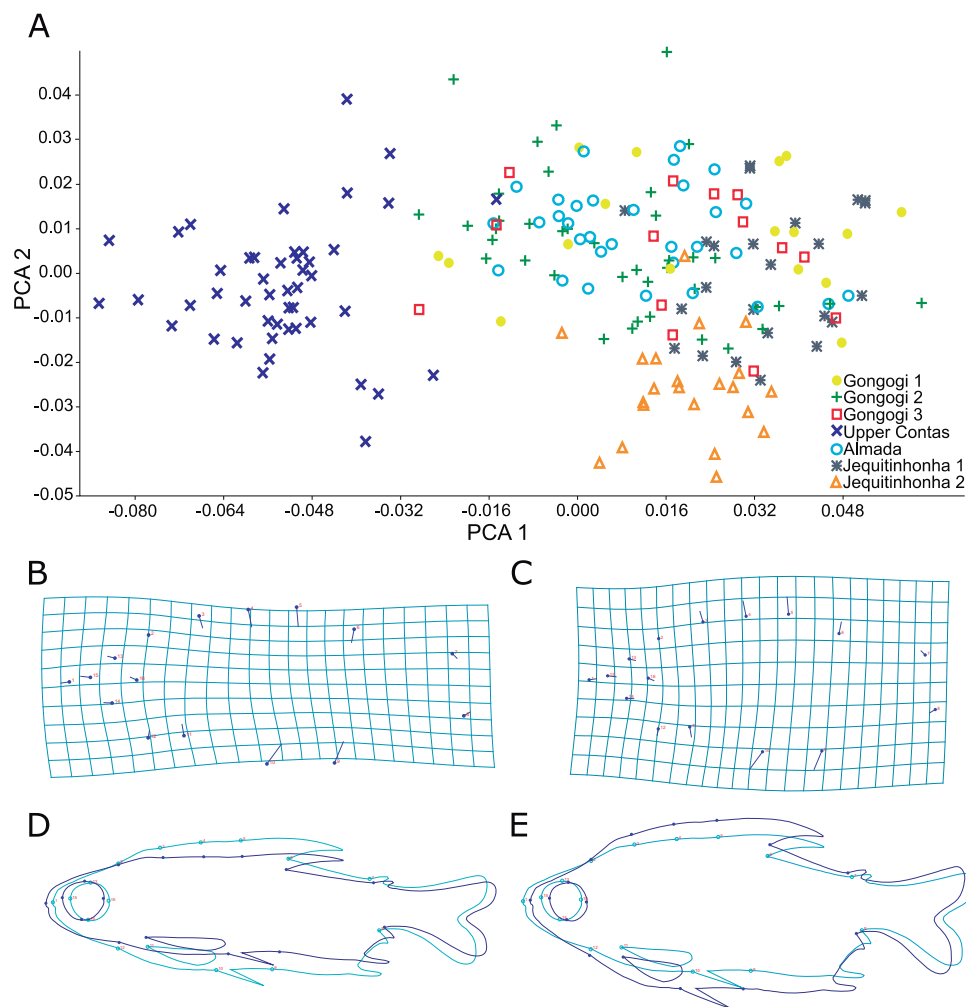 A
PCA 2
0.04
0.03
0.02
0.01
0.00
-0.01
-0.02
-0.03
-0.04
-0.05
-0.080 -0.064 -0.048 -0.032 -0.016 0.000 0.016 0.032 0.048
PCA 1
Gongogi 1
Gongogi 2
Gongogi 3
Upper Contas
Almada
Jequitinhonha 1
Jequitinhonha 2
B
C
D
E